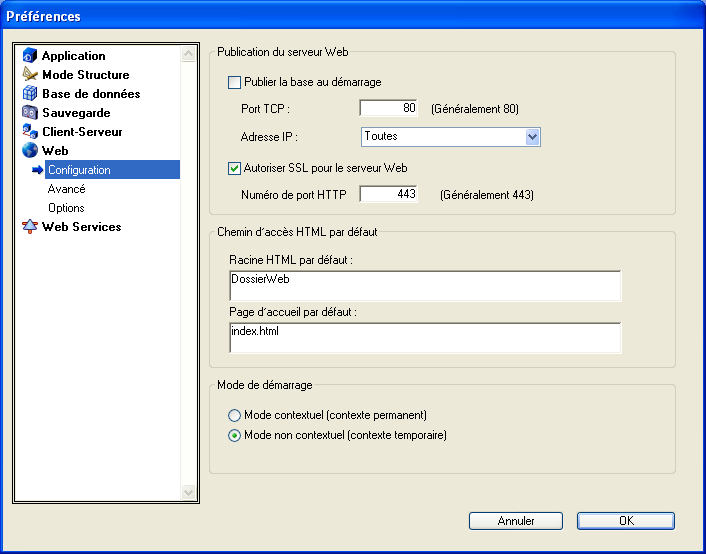 Préférences
Application
Mode Structure
Base de données
Sauvegarde
Client-Serveur
Web
Configuration
Avancé
Options
Web Services
Publication du serveur Web
Publier la base au démarrage
Port TCP : 80 (Généralement 80)
Adresse IP : Toutes
Autoriser SSL pour le serveur Web
Numéro de port HTTP 443 (Généralement 443)
Chemin d'accès HTML par défaut
Racine HTML par défaut :
DossierWeb
Page d'accueil par défaut :
index.html
Mode de démarrage
Mode contextuel (contexte permanent)
Mode non contextuel (contexte temporaire)
Annuler OK